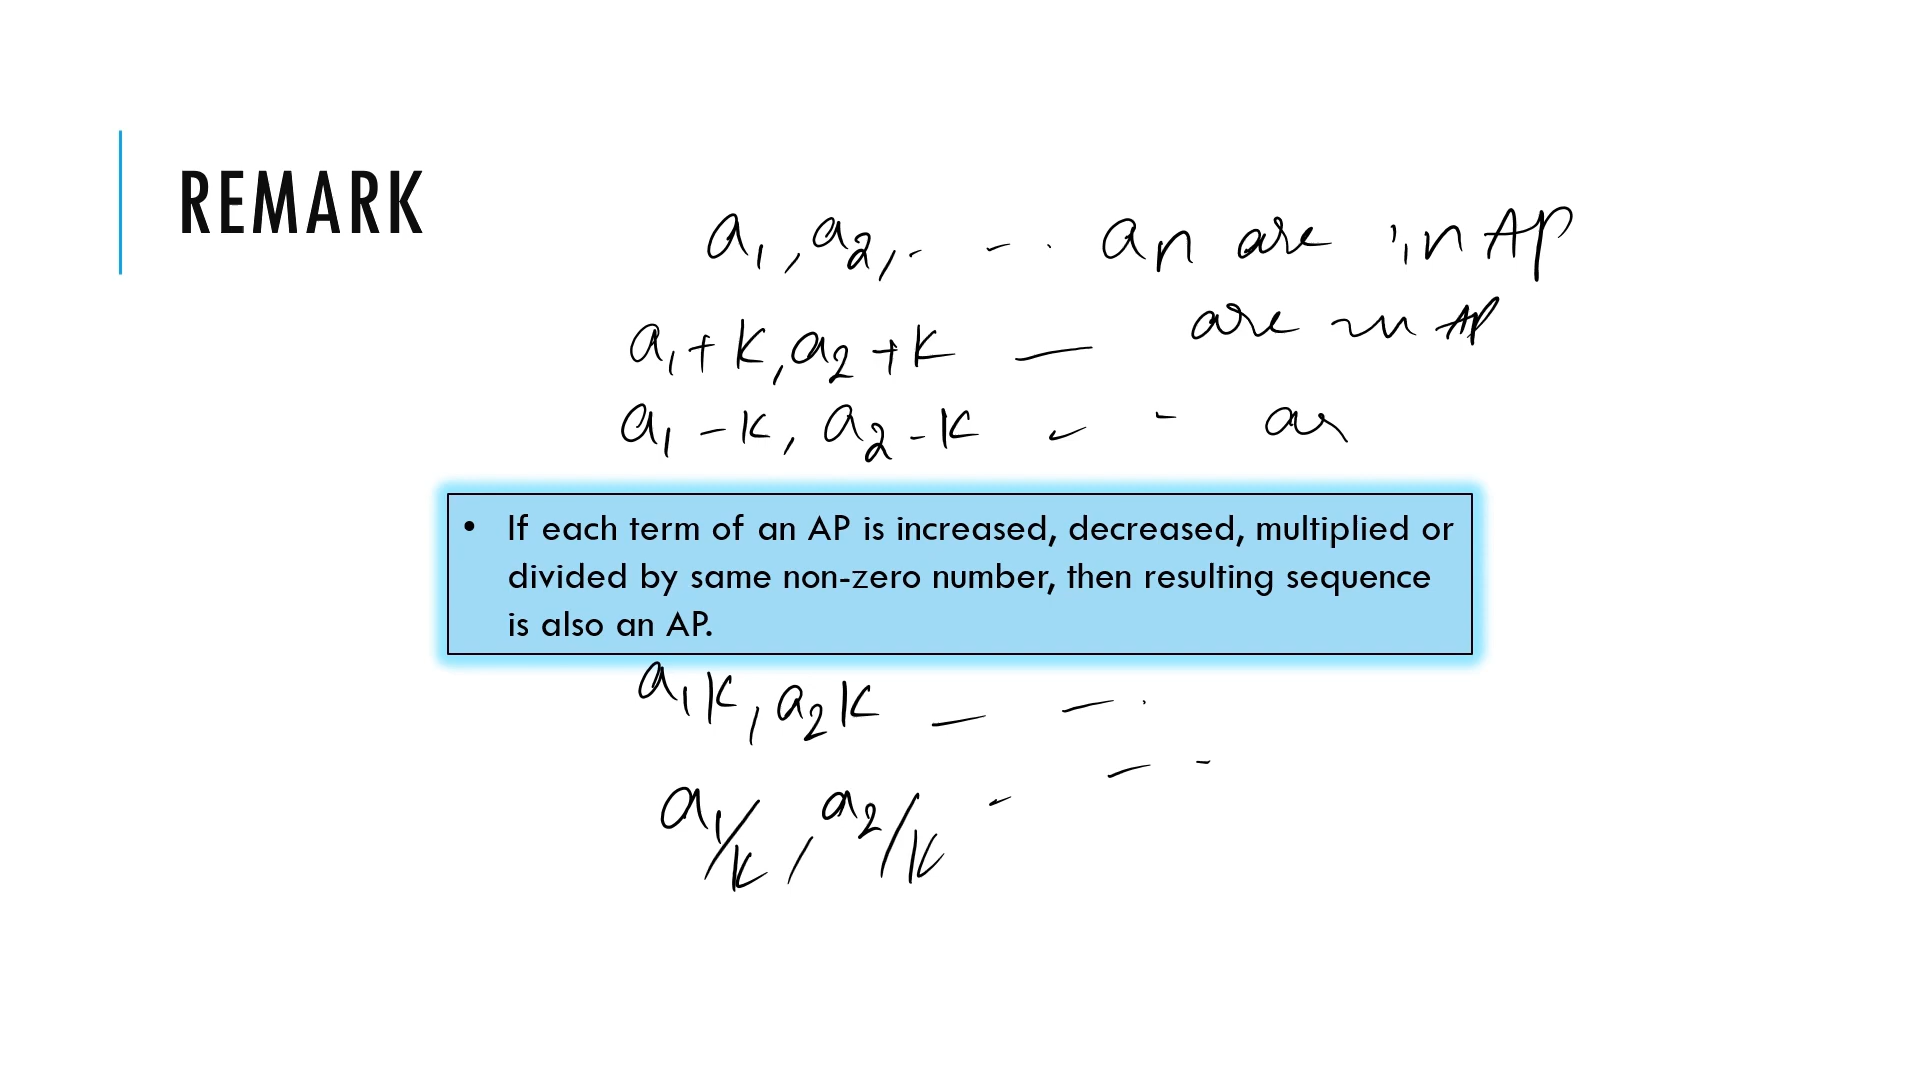 REMARK
a₁, a₂, . - . an are in AP
a₁+K, a₂+K — are in AP
a₁-K, a₂-K - -
• If each term of an AP is increased, decreased, multiplied or
divided by same non-zero number, then resulting sequence
is also an AP.
a₁K, a₂K — — .
a₁/K, a₂/K - — -